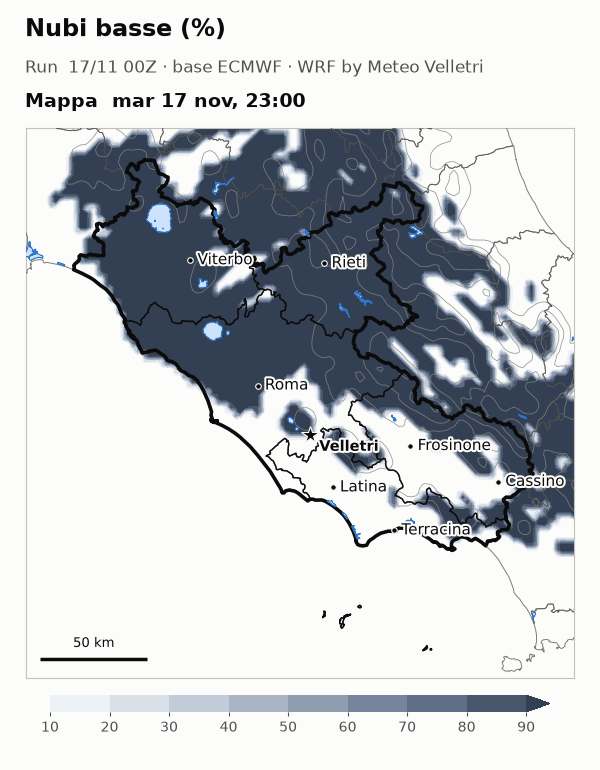 Nubi basse (%)
Run  17/11 00Z · base ECMWF · WRF by Meteo Velletri
Mappa  mar 17 nov, 23:00
Viterbo
Rieti
Roma
Velletri
Frosinone
Latina
Cassino
Terracina
50 km
10 20 30 40 50 60 70 80 90